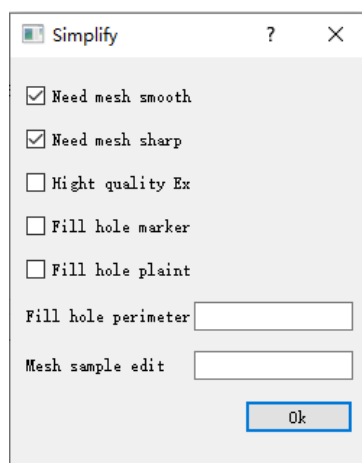 Simplify ?
Need mesh smooth
Need mesh sharp
Hight quality Ex
Fill hole marker
Fill hole plaint
Fill hole perimeter
Mesh sample edit
Ok